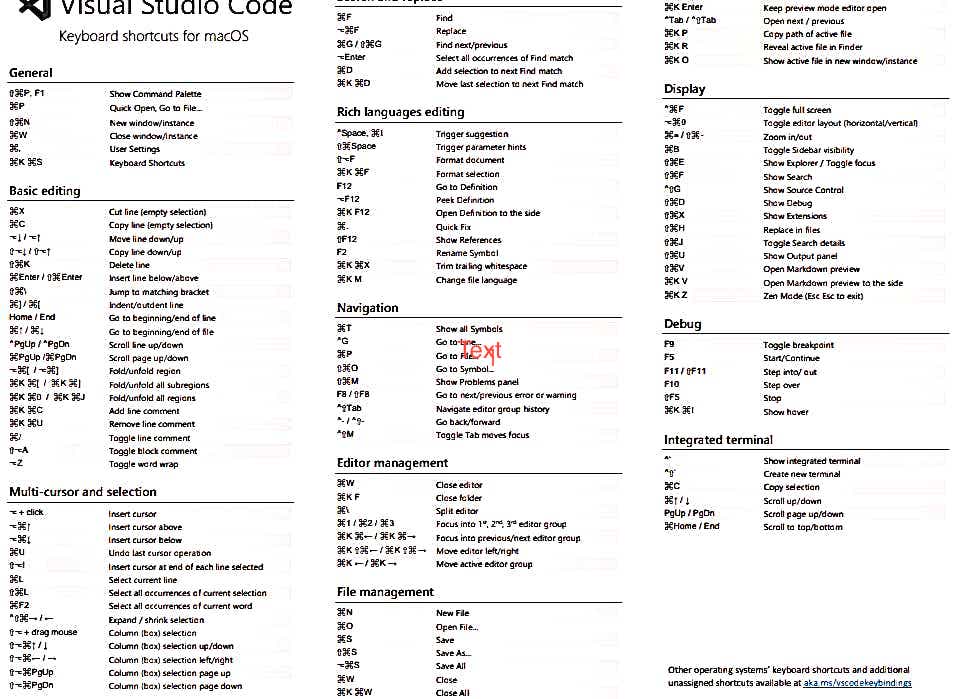 Visual Studio Code
Keyboard shortcuts for macOS
General
⇧⌘P, F1 Show Command Palette
⌘P Quick Open, Go to File…
⇧⌘N New window/instance
⌘W Close window/instance
⌘, User Settings
⌘K ⌘S Keyboard Shortcuts
Basic editing
⌘X Cut line (empty selection)
⌘C Copy line (empty selection)
⌥↓ / ⌥↑ Move line down/up
⇧⌥↓ / ⇧⌥↑ Copy line down/up
⇧⌘K Delete line
⌘Enter / ⇧⌘Enter Insert line below/above
⇧⌘\ Jump to matching bracket
⌘] / ⌘[ Indent/outdent line
Home / End Go to beginning/end of line
⌘↑ / ⌘↓ Go to beginning/end of file
^PgUp / ^PgDn Scroll line up/down
⌘PgUp /⌘PgDn Scroll page up/down
⌥⌘[ / ⌥⌘] Fold/unfold region
⌘K ⌘[ / ⌘K ⌘] Fold/unfold all subregions
⌘K ⌘0 / ⌘K ⌘J Fold/unfold all regions
⌘K ⌘C Add line comment
⌘K ⌘U Remove line comment
⌘/ Toggle line comment
⇧⌥A Toggle block comment
⌥Z Toggle word wrap
Multi-cursor and selection
⌥ + click Insert cursor
⌥⌘↑ Insert cursor above
⌥⌘↓ Insert cursor below
⌘U Undo last cursor operation
⇧⌥I Insert cursor at end of each line selected
⌘L Select current line
⇧⌘L Select all occurrences of current selection
⌘F2 Select all occurrences of current word
^⇧⌘→ / ← Expand / shrink selection
⇧⌥ + drag mouse Column (box) selection
⇧⌥⌘↑ / ↓ Column (box) selection up/down
⇧⌥⌘← / → Column (box) selection left/right
⇧⌥⌘PgUp Column (box) selection page up
⇧⌥⌘PgDn Column (box) selection page down
Search and replace
⌘F Find
⌥⌘F Replace
⌘G / ⇧⌘G Find next/previous
⌥Enter Select all occurrences of Find match
⌘D Add selection to next Find match
⌘K ⌘D Move last selection to next Find match
Rich languages editing
^Space, ⌘I Trigger suggestion
⇧⌘Space Trigger parameter hints
⇧⌥F Format document
⌘K ⌘F Format selection
F12 Go to Definition
⌥F12 Peek Definition
⌘K F12 Open Definition to the side
⌘. Quick Fix
⇧F12 Show References
F2 Rename Symbol
⌘K ⌘X Trim trailing whitespace
⌘K M Change file language
Navigation
⌘T Show all Symbols
^G Go to Line…
Text
⌘P Go to File…
⇧⌘O Go to Symbol…
⇧⌘M Show Problems panel
F8 / ⇧F8 Go to next/previous error or warning
^⇧Tab Navigate editor group history
^- / ^⇧- Go back/forward
^⇧M Toggle Tab moves focus
Editor management
⌘W Close editor
⌘K F Close folder
⌘\ Split editor
⌘1 / ⌘2 / ⌘3 Focus into 1st, 2nd, 3rd editor group
⌘K ⌘← / ⌘K ⌘→ Focus into previous/next editor group
⌘K ⇧⌘← / ⌘K ⇧⌘→ Move editor left/right
⌘K ← / ⌘K → Move active editor group
File management
⌘N New File
⌘O Open File…
⌘S Save
⇧⌘S Save As…
⌥⌘S Save All
⌘W Close
⌘K ⌘W Close All
⌘K Enter Keep preview mode editor open
^Tab / ^⇧Tab Open next / previous
⌘K P Copy path of active file
⌘K R Reveal active file in Finder
⌘K O Show active file in new window/instance
Display
^⌘F Toggle full screen
⌥⌘0 Toggle editor layout (horizontal/vertical)
⌘= / ⇧⌘- Zoom in/out
⌘B Toggle Sidebar visibility
⇧⌘E Show Explorer / Toggle focus
⇧⌘F Show Search
^⇧G Show Source Control
⇧⌘D Show Debug
⇧⌘X Show Extensions
⇧⌘H Replace in files
⇧⌘J Toggle Search details
⇧⌘U Show Output panel
⇧⌘V Open Markdown preview
⌘K V Open Markdown preview to the side
⌘K Z Zen Mode (Esc Esc to exit)
Debug
F9 Toggle breakpoint
F5 Start/Continue
F11 / ⇧F11 Step into/ out
F10 Step over
⇧F5 Stop
⌘K ⌘I Show hover
Integrated terminal
^` Show integrated terminal
^⇧` Create new terminal
⌘C Copy selection
⌘↑ / ↓ Scroll up/down
PgUp / PgDn Scroll page up/down
⌘Home / End Scroll to top/bottom
Other operating systems' keyboard shortcuts and additional
unassigned shortcuts available at aka.ms/vscodekeybindings